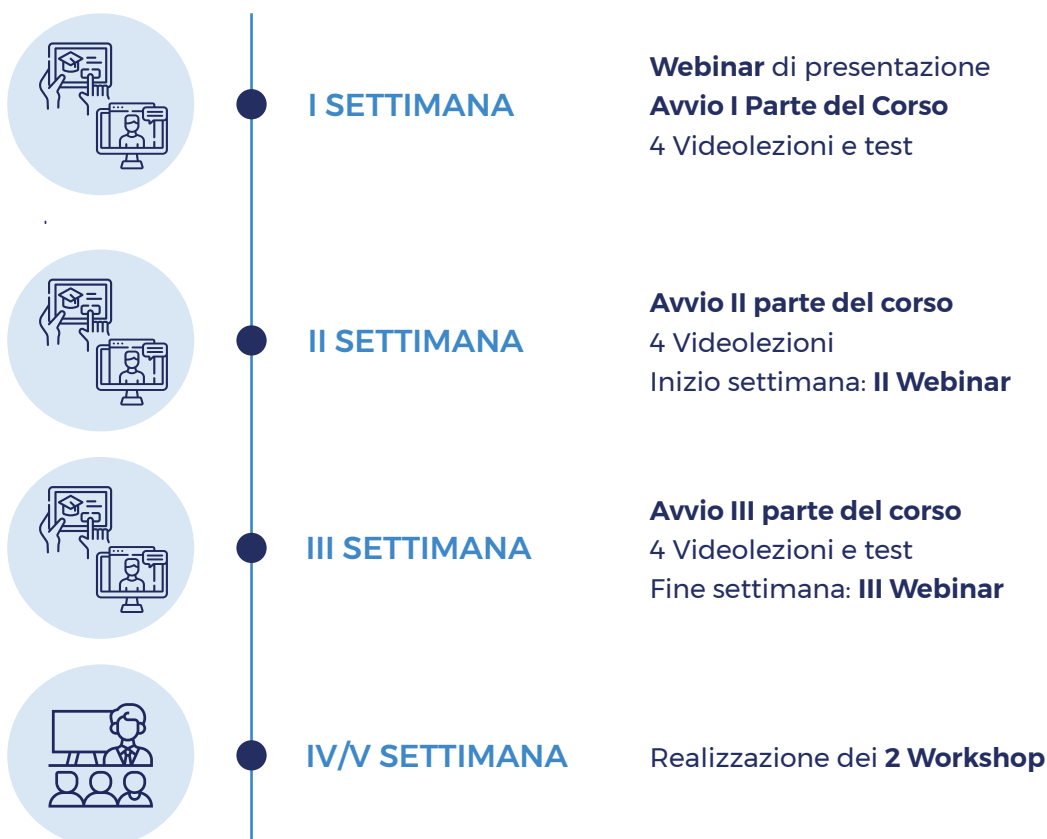 I SETTIMANA
Webinar di presentazione
Avvio I Parte del Corso
4 Videolezioni e test
II SETTIMANA
Avvio II parte del corso
4 Videolezioni
Inizio settimana: II Webinar
III SETTIMANA
Avvio III parte del corso
4 Videolezioni e test
Fine settimana: III Webinar
IV/V SETTIMANA
Realizzazione dei 2 Workshop